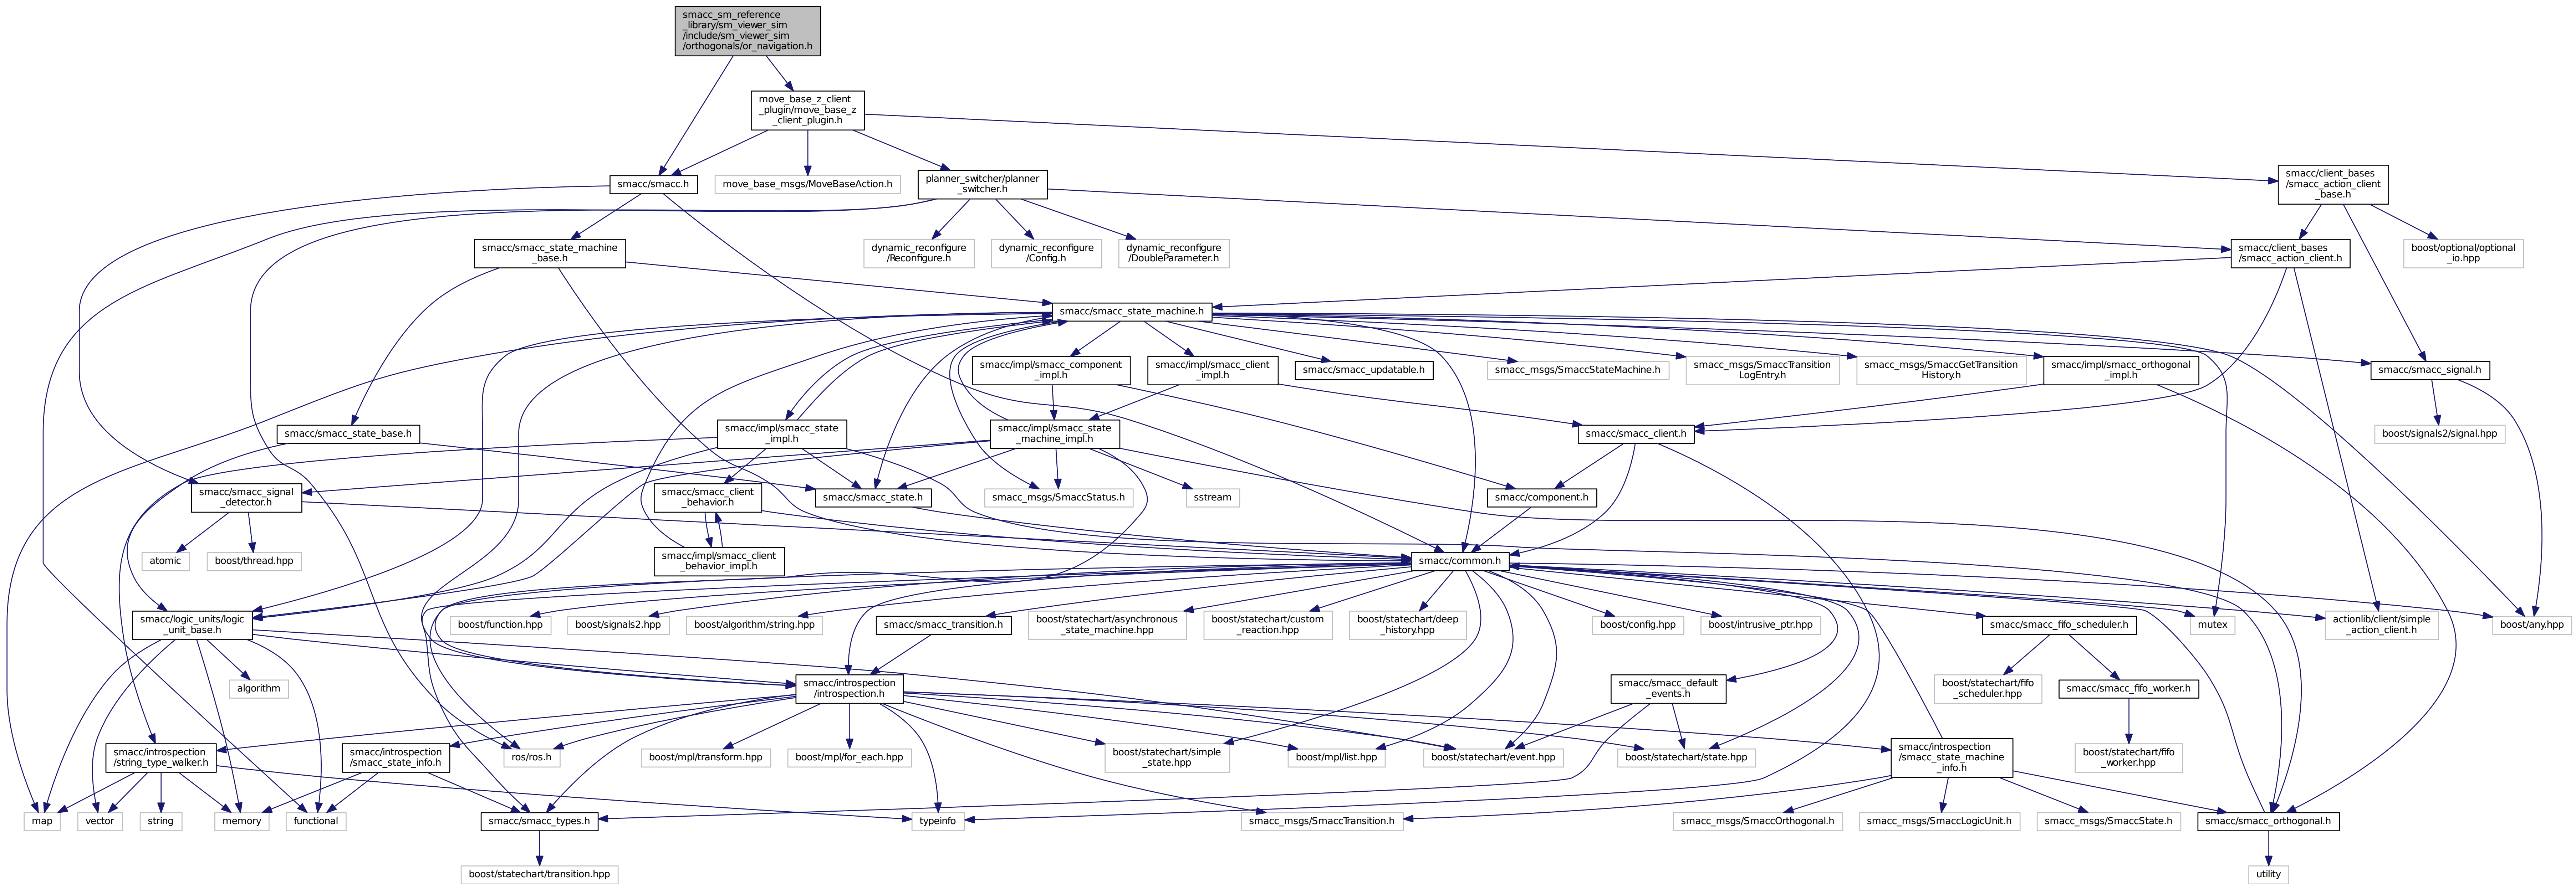 smacc_sm_reference
_library/sm_viewer_sim
/include/sm_viewer_sim
/orthogonals/or_navigation.h
move_base_z_client
_plugin/move_base_z
_client_plugin.h
smacc/smacc.h
move_base_msgs/MoveBaseAction.h
planner_switcher/planner
_switcher.h
smacc/client_bases
/smacc_action_client
_base.h
smacc/smacc_state_machine
_base.h
dynamic_reconfigure
/Reconfigure.h
dynamic_reconfigure
/Config.h
dynamic_reconfigure
/DoubleParameter.h
smacc/client_bases
/smacc_action_client.h
boost/optional/optional
_io.hpp
smacc/smacc_state_machine.h
smacc/impl/smacc_component
_impl.h
smacc/impl/smacc_client
_impl.h
smacc/smacc_updatable.h
smacc_msgs/SmaccStateMachine.h
smacc_msgs/SmaccTransition
LogEntry.h
smacc_msgs/SmaccGetTransition
History.h
smacc/impl/smacc_orthogonal
_impl.h
smacc/smacc_signal.h
smacc/smacc_state_base.h
smacc/impl/smacc_state
_impl.h
smacc/impl/smacc_state
_machine_impl.h
smacc/smacc_client.h
boost/signals2/signal.hpp
smacc/smacc_signal
_detector.h
smacc/smacc_client
_behavior.h
smacc/smacc_state.h
smacc_msgs/SmaccStatus.h
sstream
smacc/component.h
atomic
boost/thread.hpp
smacc/impl/smacc_client
_behavior_impl.h
smacc/common.h
smacc/logic_units/logic
_unit_base.h
boost/function.hpp
boost/signals2.hpp
boost/algorithm/string.hpp
smacc/smacc_transition.h
boost/statechart/asynchronous
_state_machine.hpp
boost/statechart/custom
_reaction.hpp
boost/statechart/deep
_history.hpp
boost/config.hpp
boost/intrusive_ptr.hpp
smacc/smacc_fifo_scheduler.h
mutex
actionlib/client/simple
_action_client.h
boost/any.hpp
algorithm
smacc/introspection
/introspection.h
smacc/smacc_default
_events.h
boost/statechart/fifo
_scheduler.hpp
smacc/smacc_fifo_worker.h
smacc/introspection
/string_type_walker.h
smacc/introspection
/smacc_state_info.h
ros/ros.h
boost/mpl/transform.hpp
boost/mpl/for_each.hpp
boost/statechart/simple
_state.hpp
boost/mpl/list.hpp
boost/statechart/event.hpp
boost/statechart/state.hpp
smacc/introspection
/smacc_state_machine
_info.h
boost/statechart/fifo
_worker.hpp
map
vector
string
memory
functional
smacc/smacc_types.h
typeinfo
smacc_msgs/SmaccTransition.h
smacc_msgs/SmaccOrthogonal.h
smacc_msgs/SmaccLogicUnit.h
smacc_msgs/SmaccState.h
smacc/smacc_orthogonal.h
boost/statechart/transition.hpp
utility